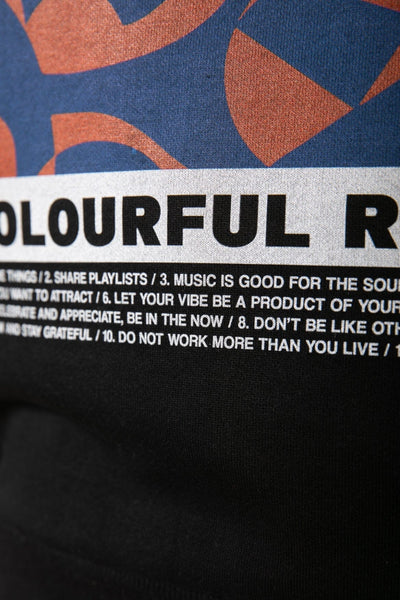 OLOURFUL R
E THINGS / 2. SHARE PLAYLISTS / 3. MUSIC IS GOOD FOR THE SOU
OU WANT TO ATTRACT / 6. LET YOUR VIBE BE A PRODUCT OF YOUR
LEBRATE AND APPRECIATE, BE IN THE NOW / 8. DON'T BE LIKE OTH
AND STAY GRATEFUL / 10. DO NOT WORK MORE THAN YOU LIVE / 1